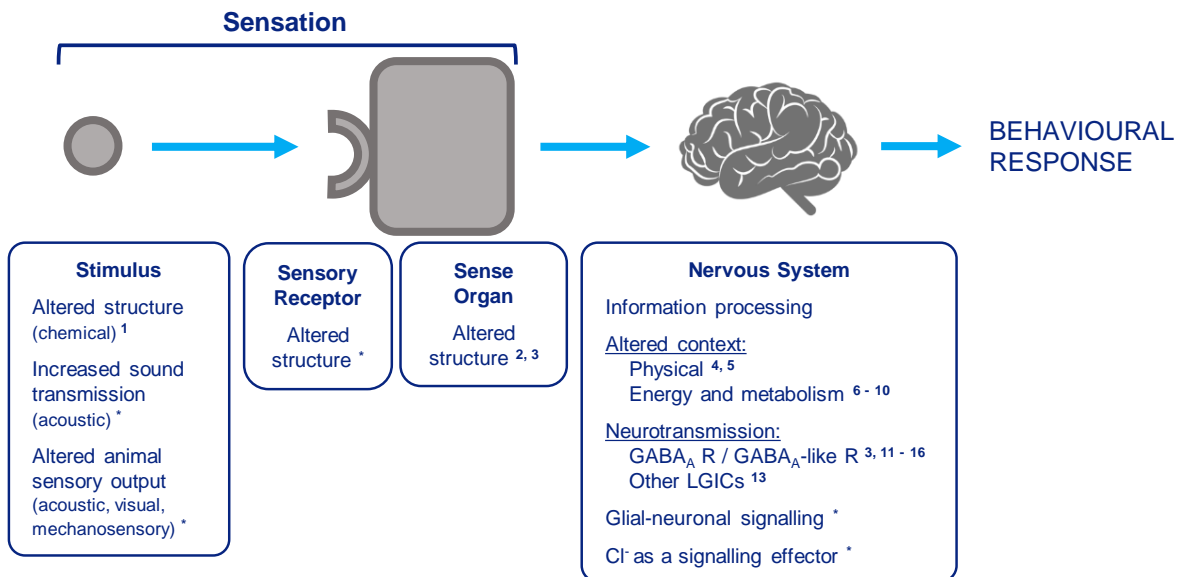 Sensation
BEHAVIOURAL
RESPONSE
Stimulus
Altered structure
(chemical) 1
Increased sound
transmission
(acoustic) *
Altered animal
sensory output
(acoustic, visual,
mechanosensory) *
Sensory
Receptor
Altered
structure *
Sense
Organ
Altered
structure 2, 3
Nervous System
Information processing
Altered context:
Physical 4, 5
Energy and metabolism 6 - 10
Neurotransmission:
GABAA R / GABAA-like R 3, 11 - 16
Other LGICs 13
Glial-neuronal signalling *
Cl- as a signalling effector *